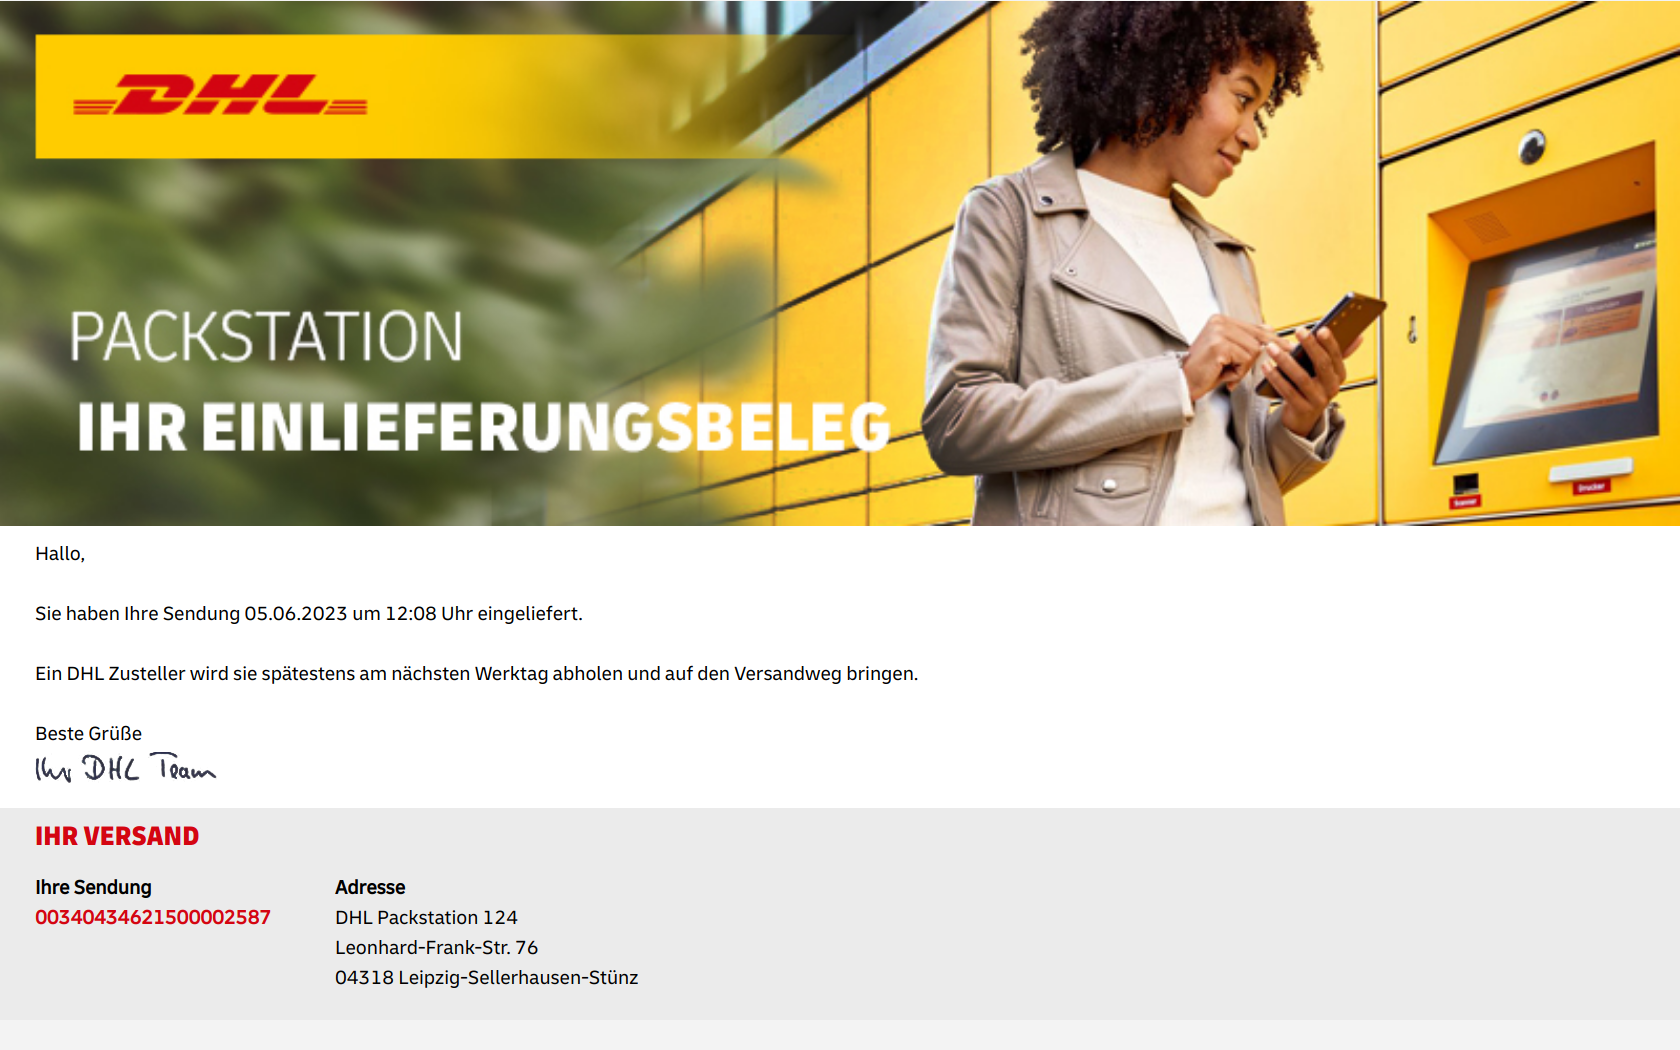 DHL
PACKSTATION
IHR EINLIEFERUNGSBELEG
Scanner
Drucker
Hallo,
Sie haben Ihre Sendung 05.06.2023 um 12:08 Uhr eingeliefert.
Ein DHL Zusteller wird sie spätestens am nächsten Werktag abholen und auf den Versandweg bringen.
Beste Grüße
Ihr DHL Team
IHR VERSAND
Ihre Sendung
00340434621500002587
Adresse
DHL Packstation 124
Leonhard-Frank-Str. 76
04318 Leipzig-Sellerhausen-Stünz